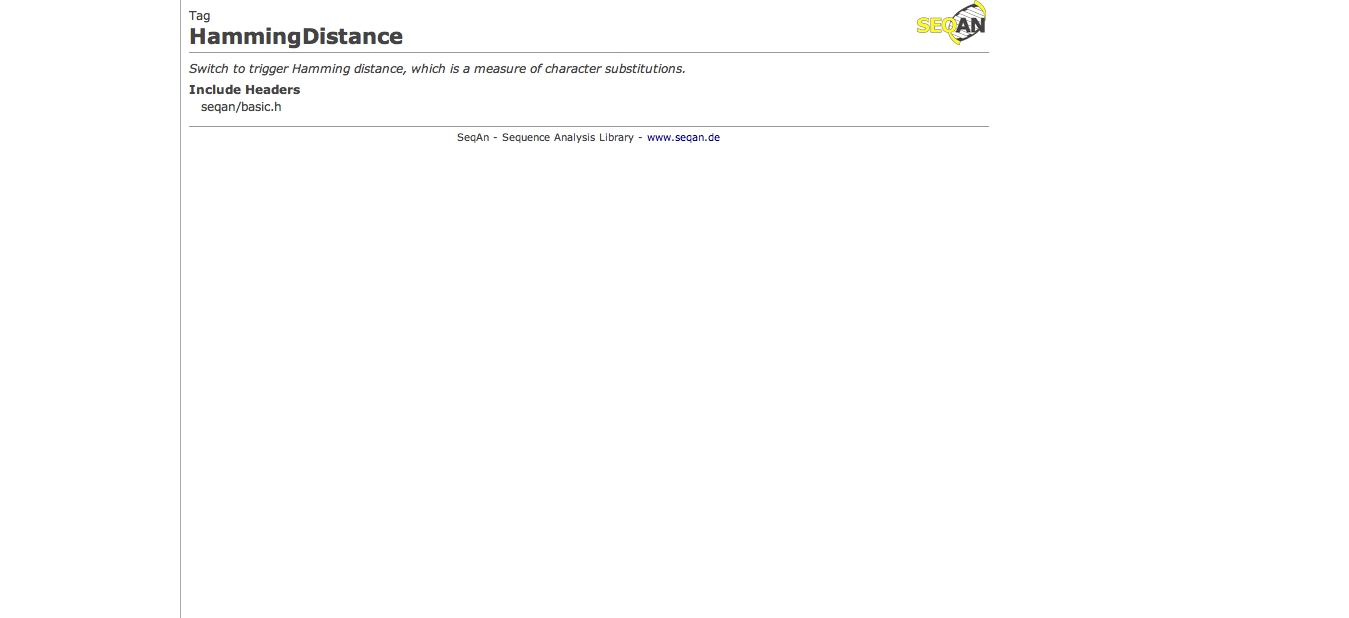 Tag
HammingDistance
SEQAN
Switch to trigger Hamming distance, which is a measure of character substitutions.
Include Headers
seqan/basic.h
SeqAn - Sequence Analysis Library - www.seqan.de